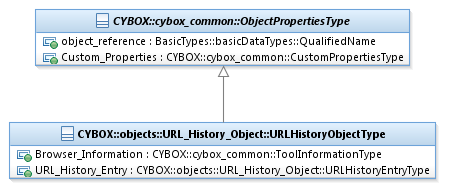 CYBOX::cybox_common::ObjectPropertiesType
object_reference : BasicTypes::basicDataTypes::QualifiedName
Custom_Properties : CYBOX::cybox_common::CustomPropertiesType
CYBOX::objects::URL_History_Object::URLHistoryObjectType
Browser_Information : CYBOX::cybox_common::ToolInformationType
URL_History_Entry : CYBOX::objects::URL_History_Object::URLHistoryEntryType